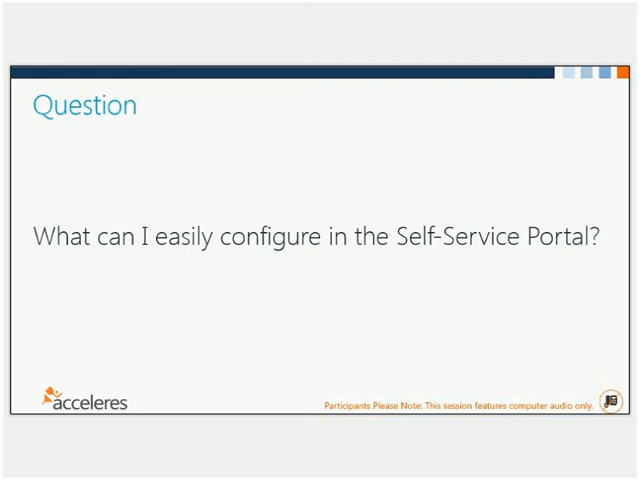 Question
What can I easily configure in the Self-Service Portal?
acceleres
Participants Please Note: This session features computer audio only.